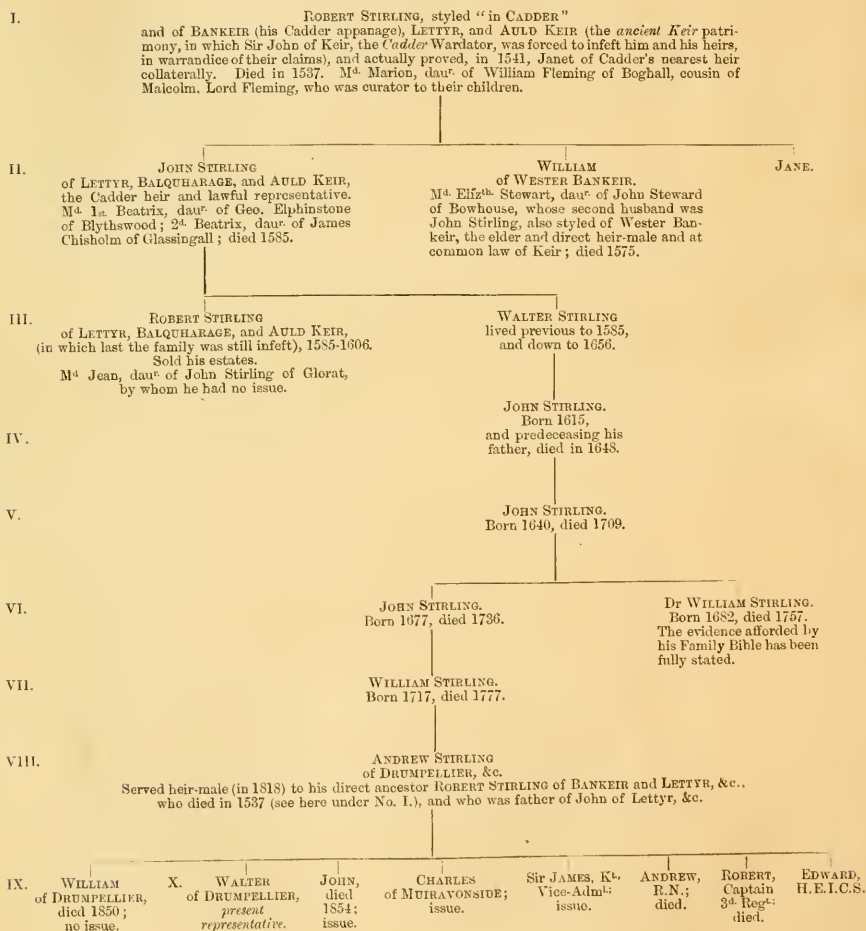 I.
ROBERT STIRLING, styled "in CADDER"
and of BANKEIR (his Cadder appanage), LETTYR, and AULD KEIR (the ancient Keir patri-
mony, in which Sir John of Keir, the Cadder Wardator, was forced to infeft him and his heirs,
in warrandice of their claims), and actually proved, in 1541, Janet of Cadder's nearest heir
collaterally. Died in 1537. Md. Marion, daur. of William Fleming of Boghall, cousin of
Malcolm, Lord Fleming, who was curator to their children.
II.
JOHN STIRLING
of LETTYR, BALQUHARAGE, and AULD KEIR,
the Cadder heir and lawful representative.
Md. 1st. Beatrix, daur. of Geo. Elphinstone
of Blythswood; 2d. Beatrix, daur. of James
Chisholm of Glassingall; died 1585.
WILLIAM
of WESTER BANKEIR.
Md. Elizth. Stewart, daur. of John Steward
of Bowhouse, whose second husband was
John Stirling, also styled of Wester Ban-
keir, the elder and direct heir-male and at
common law of Keir; died 1575.
JANE.
III.
ROBERT STIRLING
of LETTYR, BALQUHARAGE, and AULD KEIR,
(in which last the family was still infeft), 1585-1606.
Sold his estates.
Md Jean, daur. of John Stirling of Glorat,
by whom he had no issue.
WALTER STIRLING
lived previous to 1585,
and down to 1656.
IV.
JOHN STIRLING.
Born 1615,
and predeceasing his
father, died in 1648.
V.
JOHN STIRLING.
Born 1640, died 1709.
VI.
JOHN STIRLING.
Born 1677, died 1736.
Dr WILLIAM STIRLING.
Born 1682, died 1757.
The evidence afforded by
his Family Bible has been
fully stated.
VII.
WILLIAM STIRLING.
Born 1717, died 1777.
VIII.
ANDREW STIRLING
of DRUMPELLIER, &c.
Served heir-male (in 1818) to his direct ancestor ROBERT STIRLING of BANKEIR and LETTYR, &c.,
who died in 1537 (see here under No. I.), and who was father of John of Lettyr, &c.
IX.
WILLIAM
of DRUMPELLIER,
died 1850;
no issue.
X.
WALTER
of DRUMPELLIER,
present
representative.
JOHN,
died
1854;
issue.
CHARLES
of MUIRAVONSIDE;
issue.
Sir JAMES, Kt.
Vice-Adml.;
issue.
ANDREW,
R.N.;
died.
ROBERT,
Captain
3d. Regt.;
died.
EDWARD,
H.E.I.C.S.